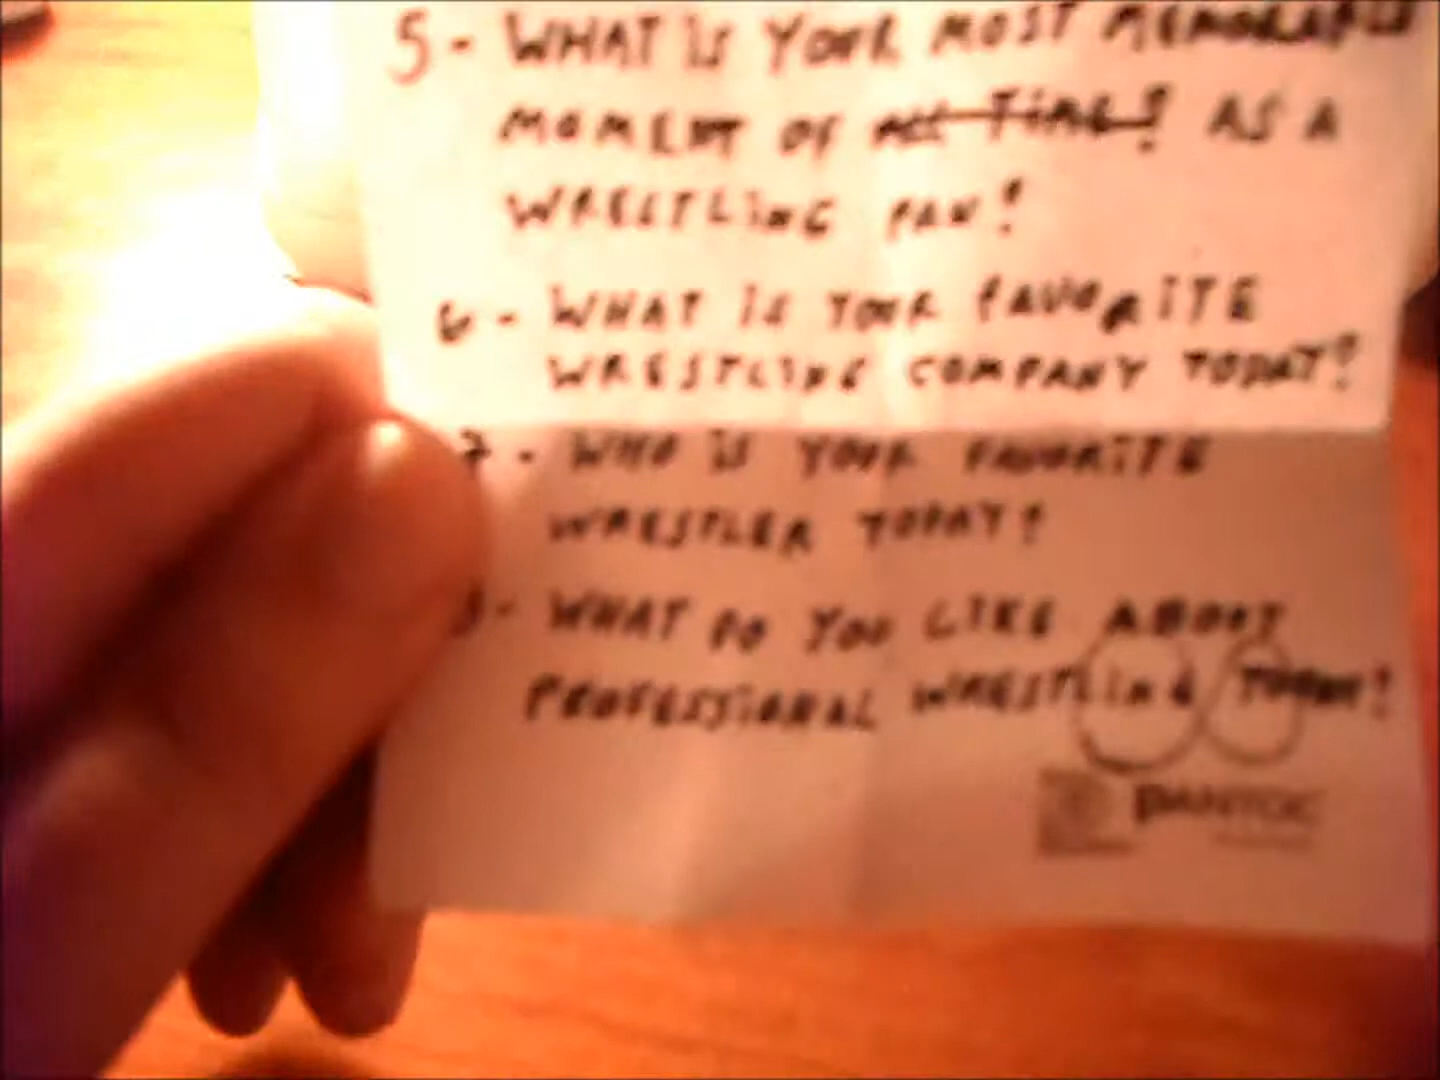 5- WHAT iS YOUR MOST MEMORABLE
MOMENT OF ALL TiME? AS A
WRESTLiNG FAN?
6- WHAT iS YOUR FAVORiTE
WRESTLiNG COMPANY TODAY?
7- WHO iS YOUR FAVORiTE
WRESTLER TODAY?
- WHAT DO YOU LiKE ABOUT
PROFESSiONAL WRESTLiNG TODAY?